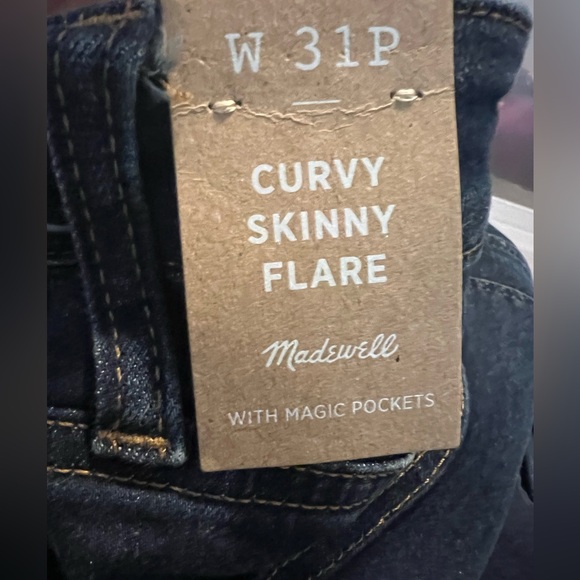 W 31P
CURVY
SKINNY
FLARE
Madewell
WITH MAGIC POCKETS